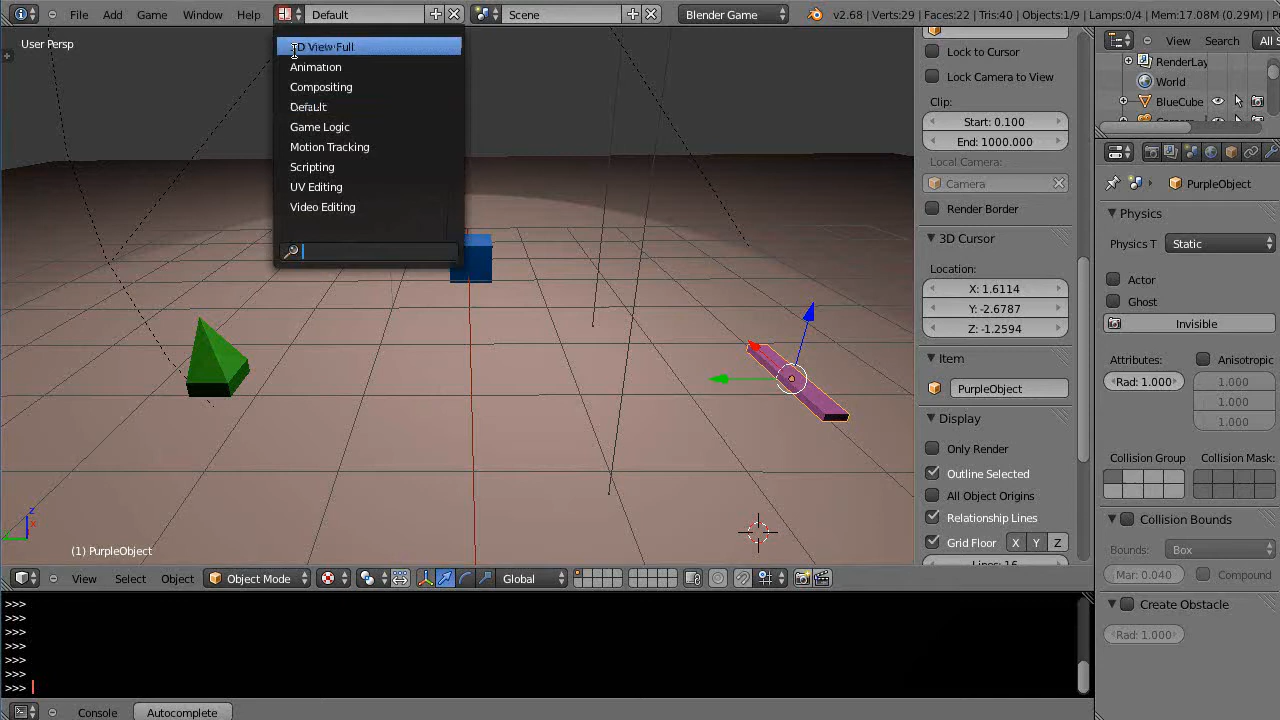 File Add Game Window Help Default Scene Blender Game v2.68 | Verts:29 | Faces:22 | Tris:40 | Objects:1/9 | Lamps:0/4 | Mem:17.08M (0.29M) |
User Persp
3D View Full
Animation
Compositing
Default
Game Logic
Motion Tracking
Scripting
UV Editing
Video Editing
(1) PurpleObject
View Select Object Object Mode Global
Lock to Cursor
Lock Camera to View
Clip:
Start: 0.100
End: 1000.000
Local Camera:
Camera
Render Border
3D Cursor
Location:
X: 1.6114
Y: -2.6787
Z: -1.2594
Item
PurpleObject
Display
Only Render
Outline Selected
All Object Origins
Relationship Lines
Grid Floor X Y Z
Lines: 16
View Search All S
RenderLay
World
BlueCube
PurpleObject
Physics
Physics T Static
Actor
Ghost
Invisible
Attributes: Anisotropic
Rad: 1.000 1.000
1.000
1.000
Collision Group Collision Mask:
Collision Bounds
Bounds: Box
Mar: 0.040 Compound
Create Obstacle
Rad: 1.000
>>>
>>>
>>>
>>>
>>>
>>>
>>>
Console Autocomplete